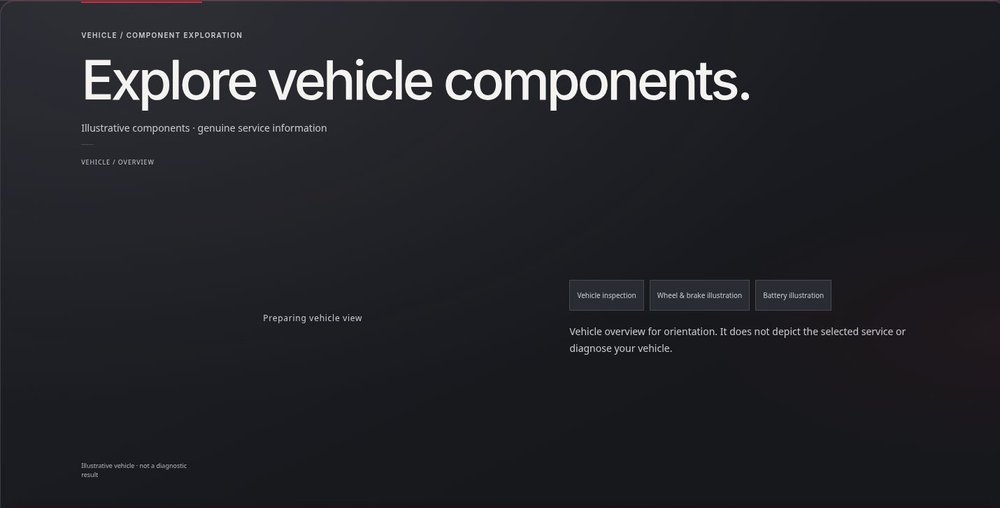 VEHICLE / COMPONENT EXPLORATION
Explore vehicle components.
Illustrative components · genuine service information
VEHICLE / OVERVIEW
Preparing vehicle view
Vehicle inspection
Wheel & brake illustration
Battery illustration
Vehicle overview for orientation. It does not depict the selected service or
diagnose your vehicle.
Illustrative vehicle · not a diagnostic
result